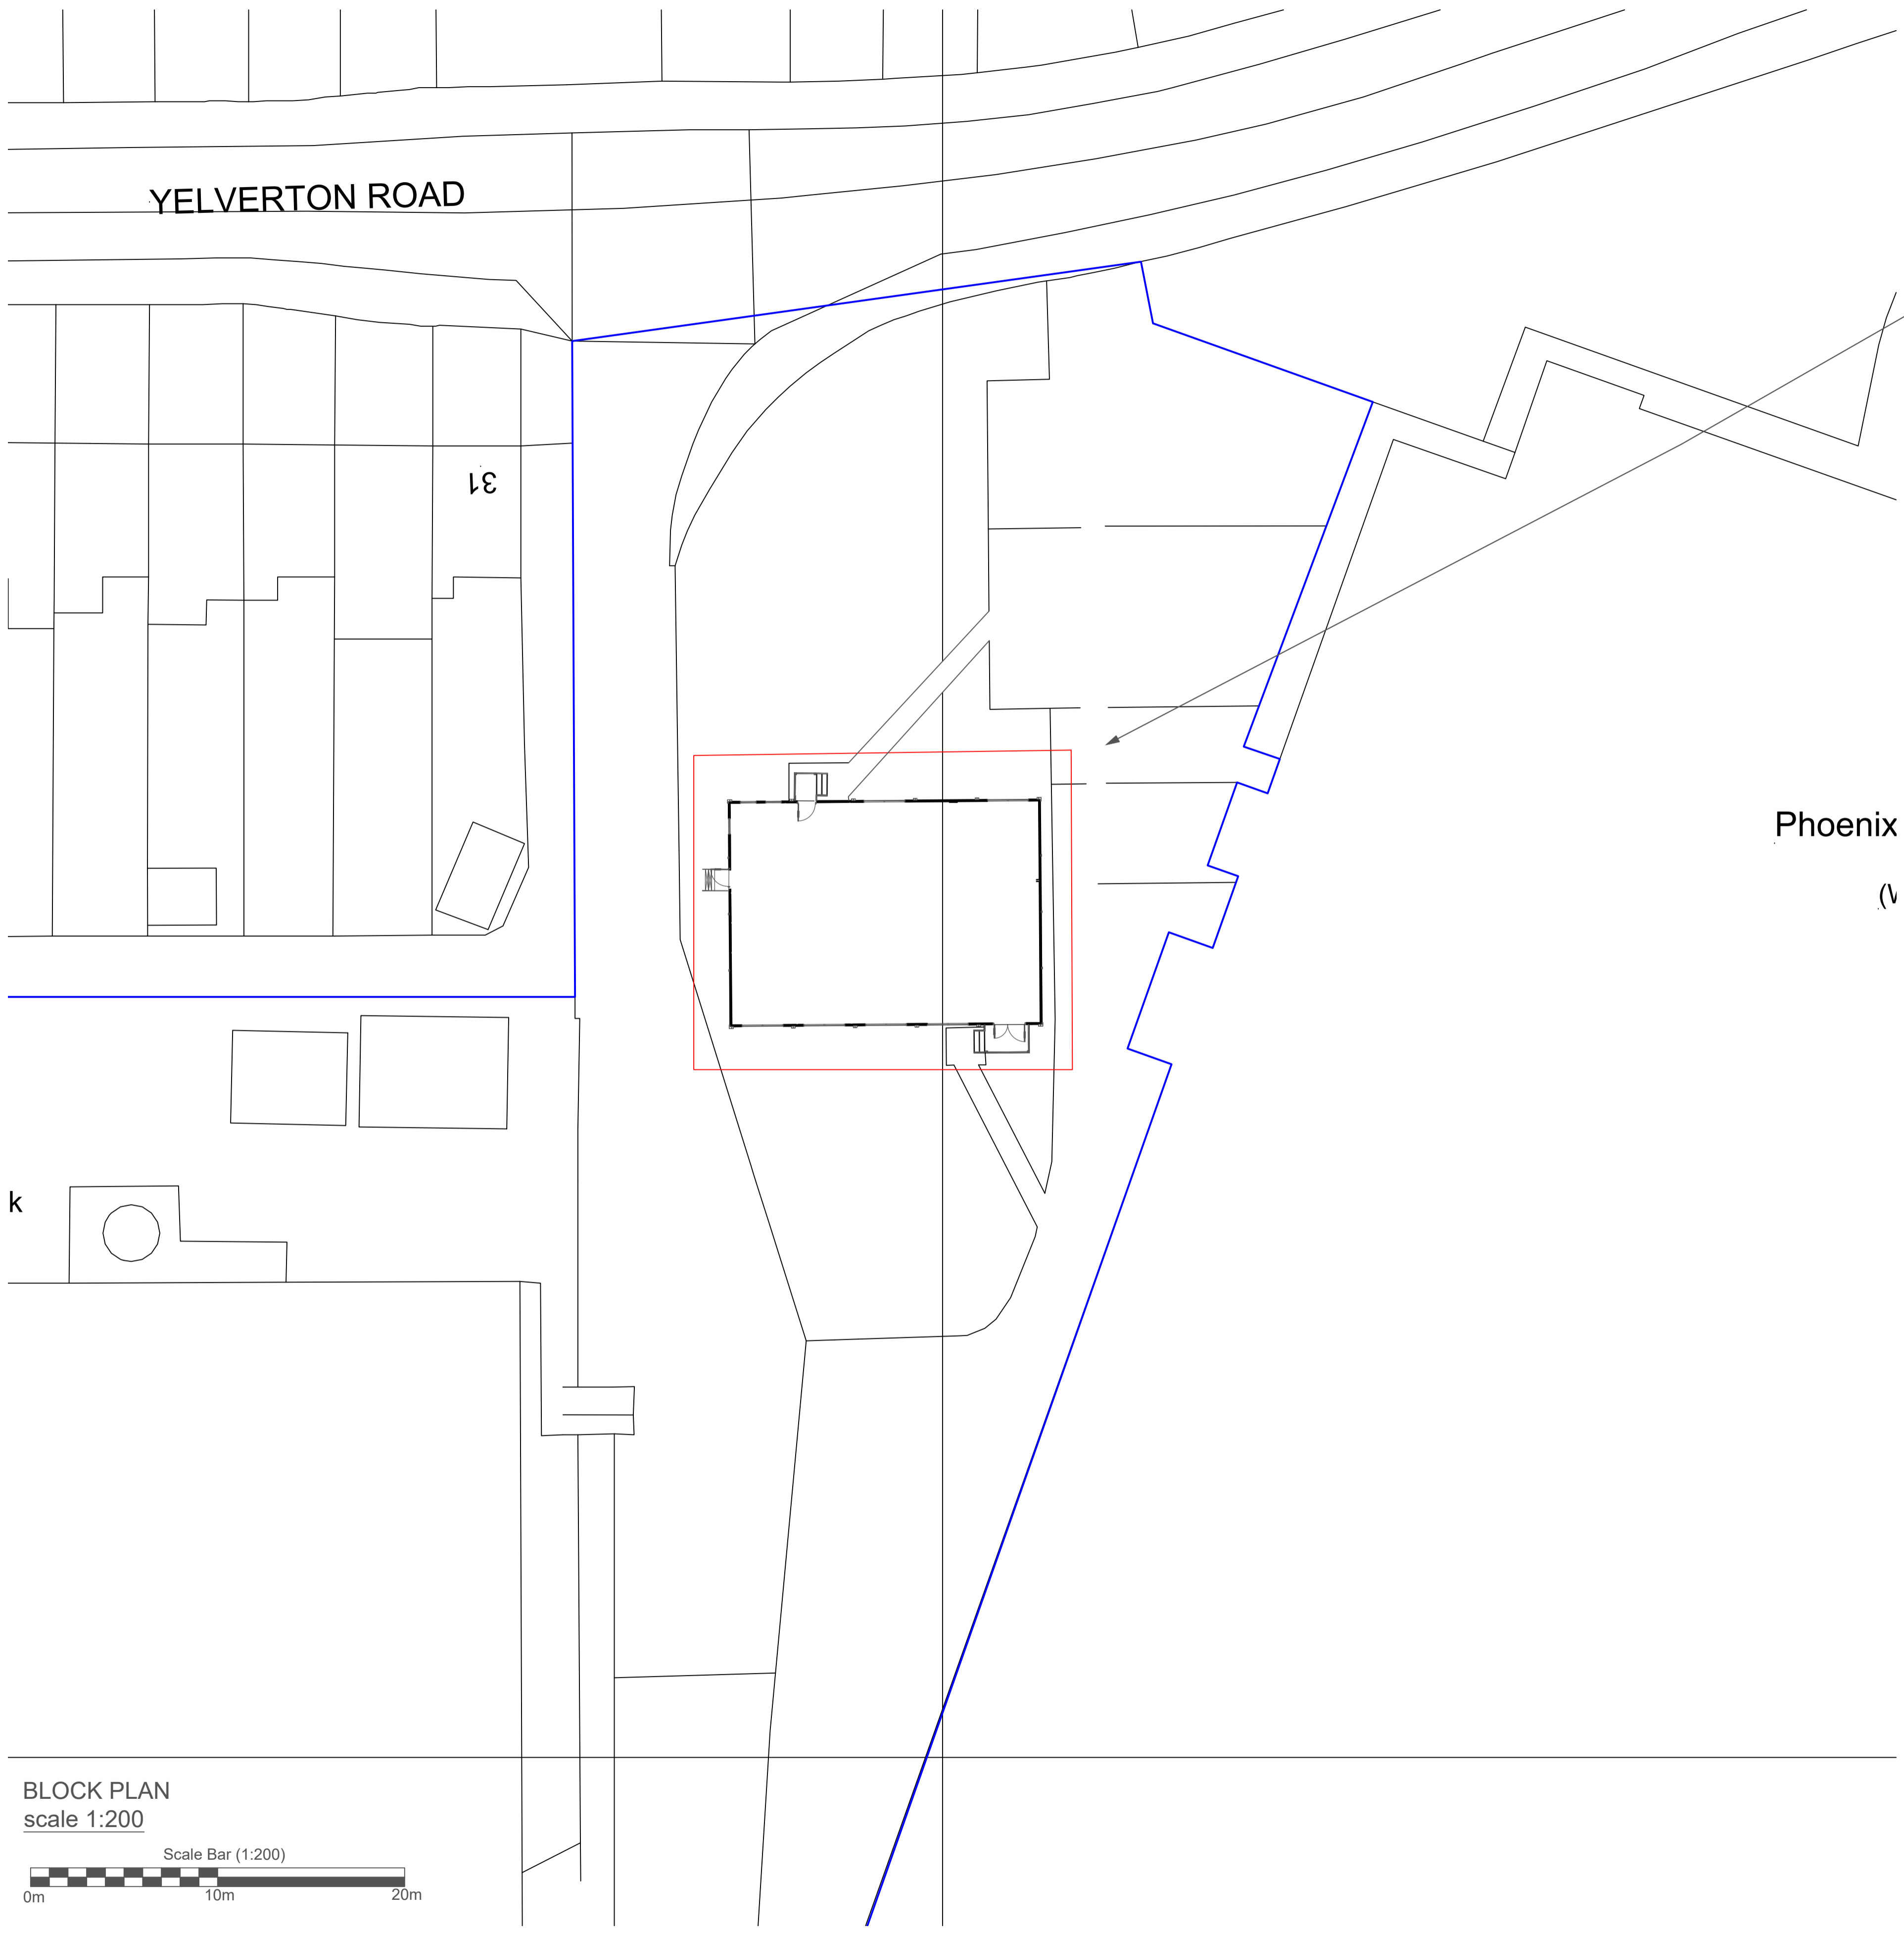 YELVERTON ROAD
31
Phoenix
(
k
BLOCK PLAN
scale 1:200
Scale Bar (1:200)
0m 10m 20m